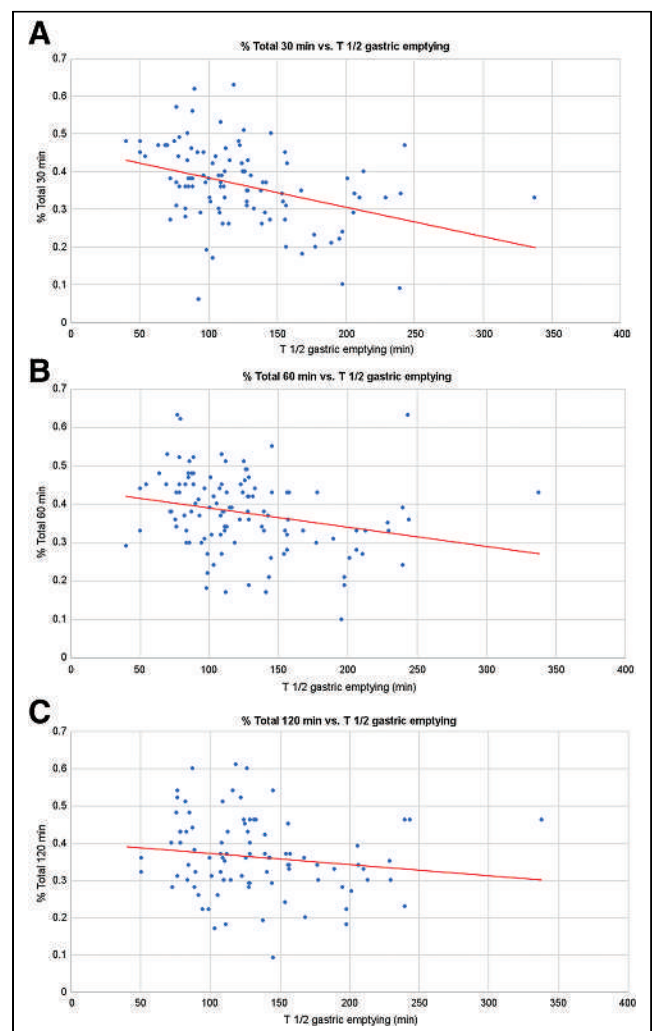 A
% Total 30 min vs. T 1/2 gastric emptying
0.7
0.6
0.5
0.4
0.3
0.2
0.1
0
% Total 30 min
0 50 100 150 200 250 300 350 400
T 1/2 gastric emptying (min)
B
% Total 60 min vs. T 1/2 gastric emptying
0.7
0.6
0.5
0.4
0.3
0.2
0.1
0
% Total 60 min
0 50 100 150 200 250 300 350 400
T 1/2 gastric emptying (min)
C
% Total 120 min vs. T 1/2 gastric emptying
0.7
0.6
0.5
0.4
0.3
0.2
0.1
0
% Total 120 min
0 50 100 150 200 250 300 350 400
T 1/2 gastric emptying (min)